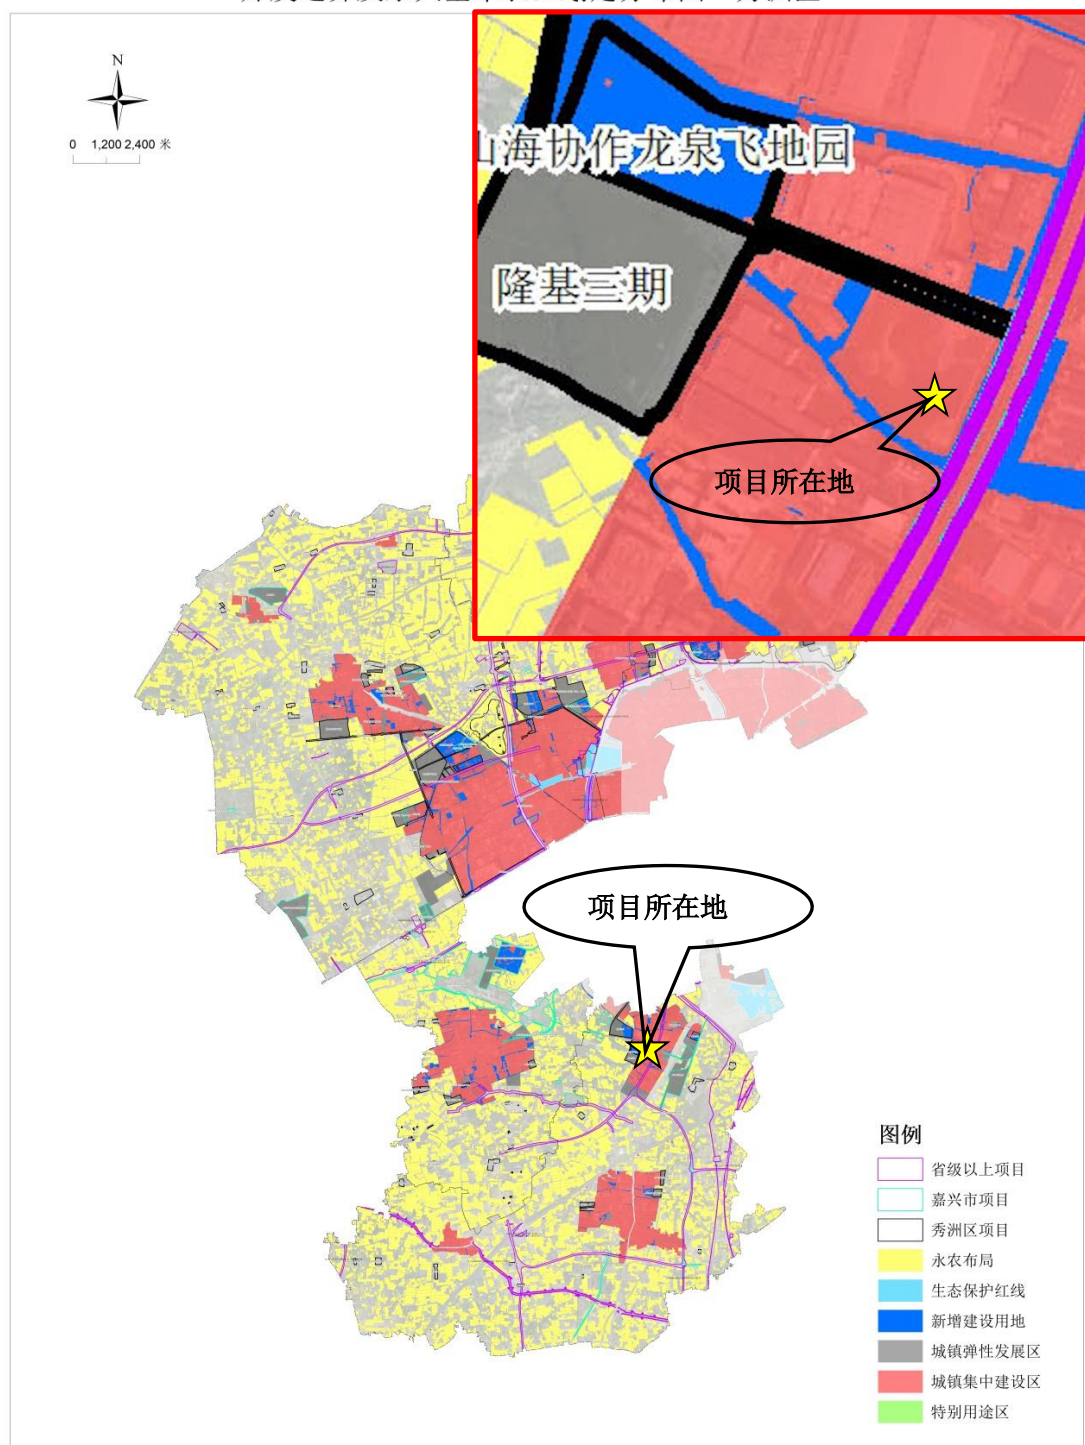 N
0 1,200 2,400 米
山海协作龙泉飞地园
隆基三期
项目所在地
项目所在地
图例
省级以上项目
嘉兴市项目
秀洲区项目
永农布局
生态保护红线
新增建设用地
城镇弹性发展区
城镇集中建设区
特别用途区